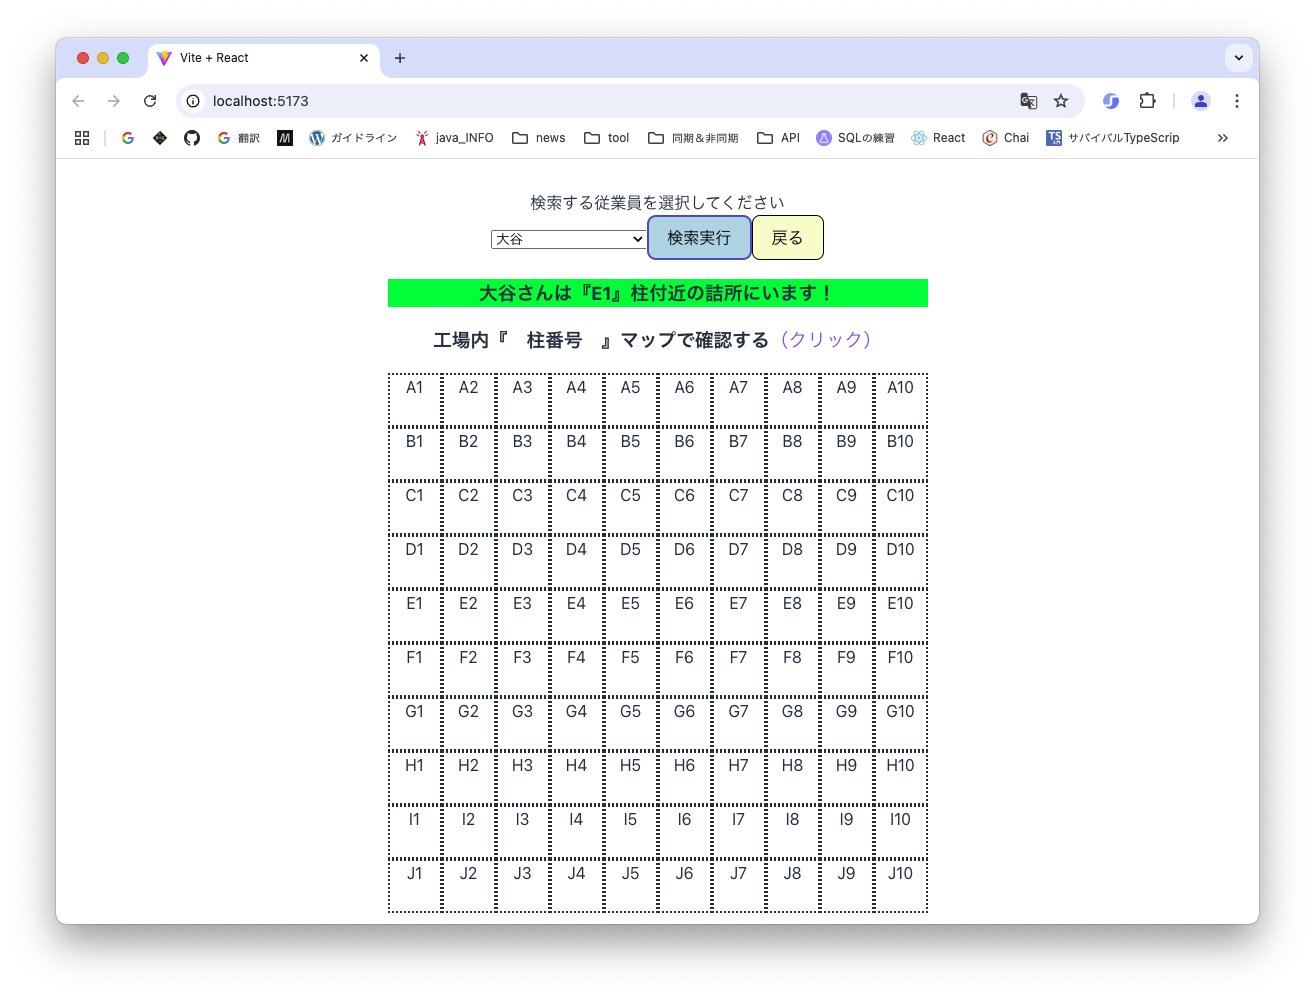 Vite + React
localhost:5173
翻訳 ガイドライン java_INFO news tool 同期&非同期 API SQLの練習 React Chai サバイバルTypeScrip
検索する従業員を選択してください
大谷 検索実行 戻る
大谷さんは『E1』柱付近の詰所にいます！
工場内『　柱番号　』マップで確認する（クリック）
A1 A2 A3 A4 A5 A6 A7 A8 A9 A10
B1 B2 B3 B4 B5 B6 B7 B8 B9 B10
C1 C2 C3 C4 C5 C6 C7 C8 C9 C10
D1 D2 D3 D4 D5 D6 D7 D8 D9 D10
E1 E2 E3 E4 E5 E6 E7 E8 E9 E10
F1 F2 F3 F4 F5 F6 F7 F8 F9 F10
G1 G2 G3 G4 G5 G6 G7 G8 G9 G10
H1 H2 H3 H4 H5 H6 H7 H8 H9 H10
I1 I2 I3 I4 I5 I6 I7 I8 I9 I10
J1 J2 J3 J4 J5 J6 J7 J8 J9 J10